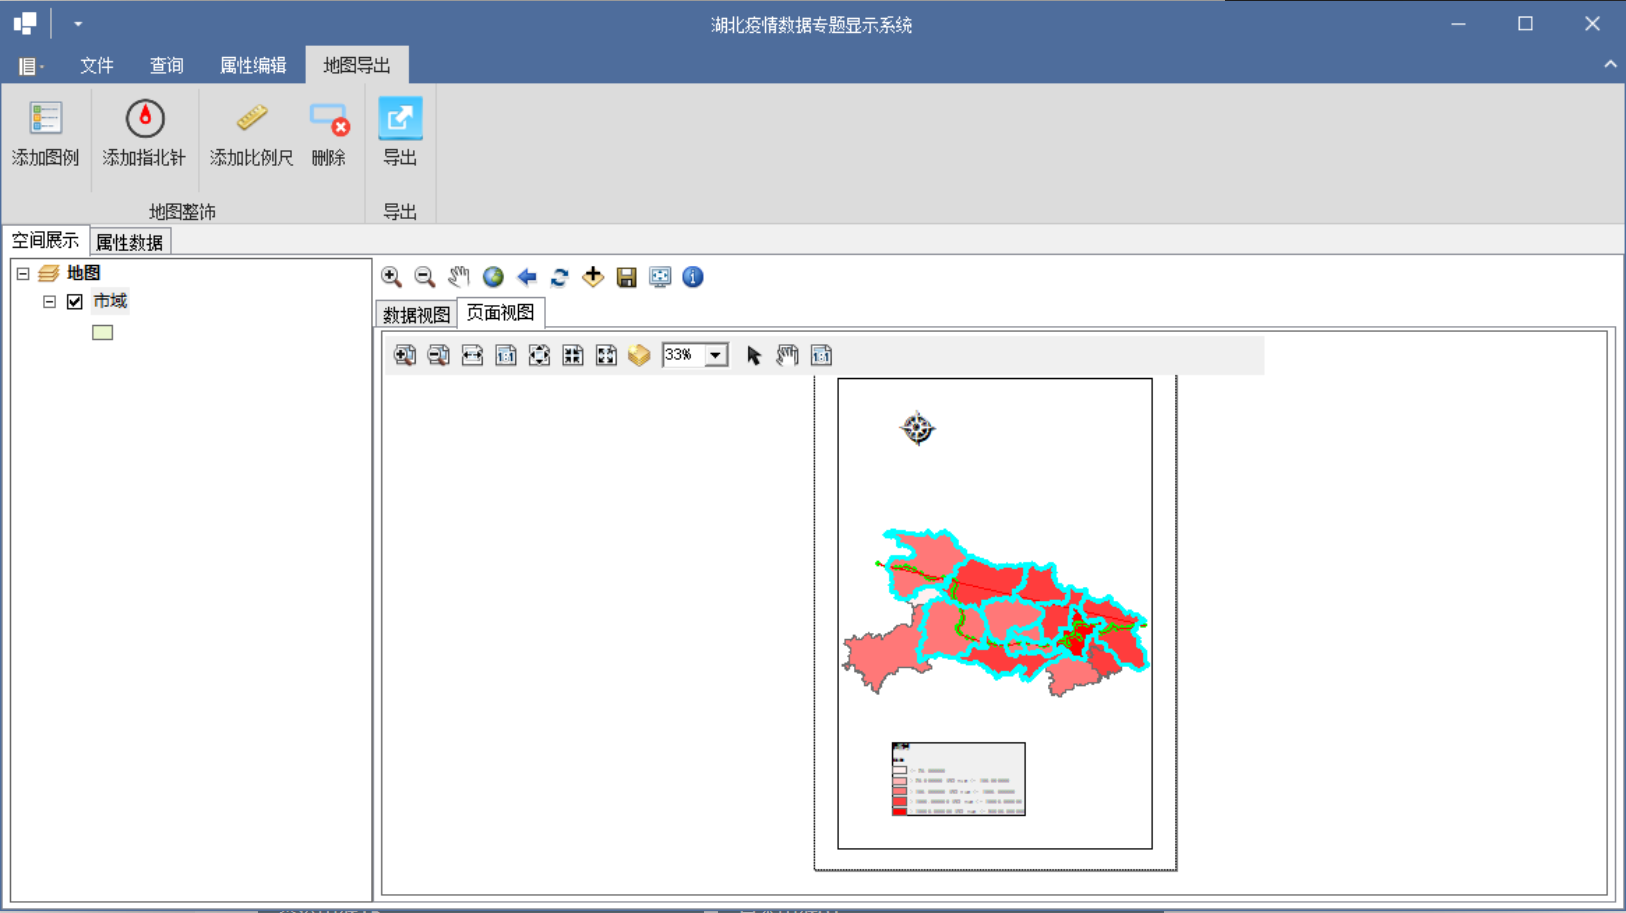 湖北疫情数据专题显示系统
文件 查询 属性编辑 地图导出
添加图例 添加指北针 添加比例尺 删除 导出
地图整饰 导出
空间展示 属性数据
地图
市域
数据视图 页面视图
33%